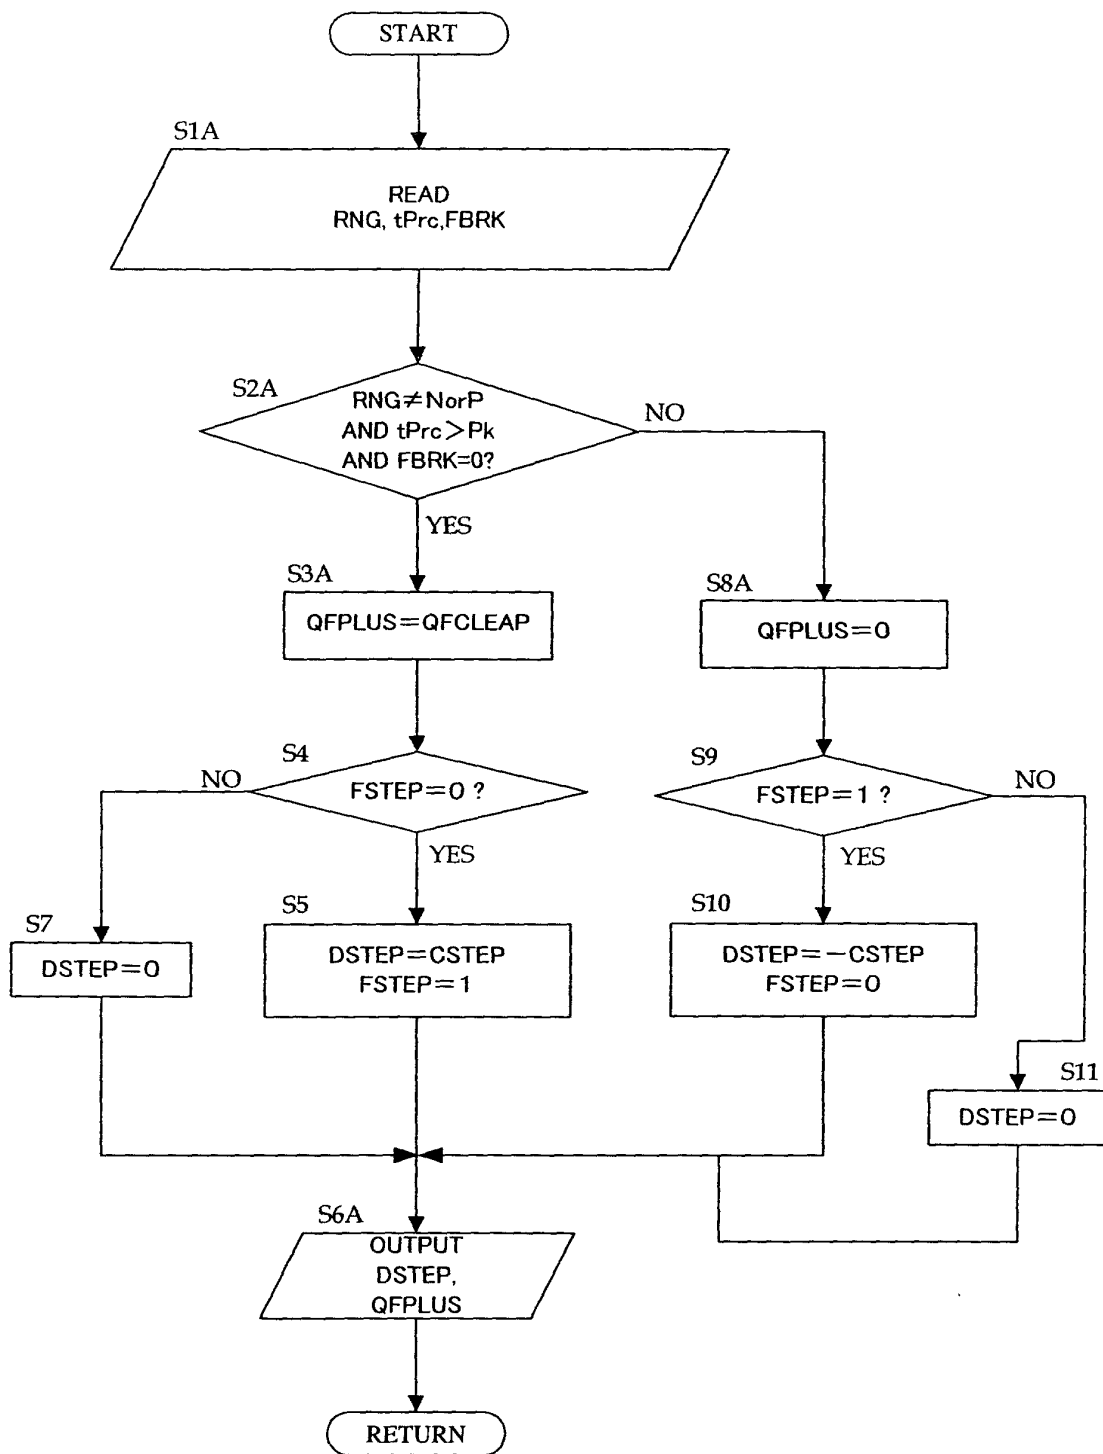 START
S1A
READ
RNG, tPrc,FBRK
S2A
RNG≠NorP
AND tPrc>Pk
AND FBRK=0?
NO
YES
S3A
QFPLUS=QFCLEAP
S8A
QFPLUS=0
S4
NO
FSTEP=0 ?
YES
S9
FSTEP=1 ?
NO
YES
S7
DSTEP=0
S5
DSTEP=CSTEP
FSTEP=1
S10
DSTEP=-CSTEP
FSTEP=0
S11
DSTEP=0
S6A
OUTPUT
DSTEP,
QFPLUS
RETURN